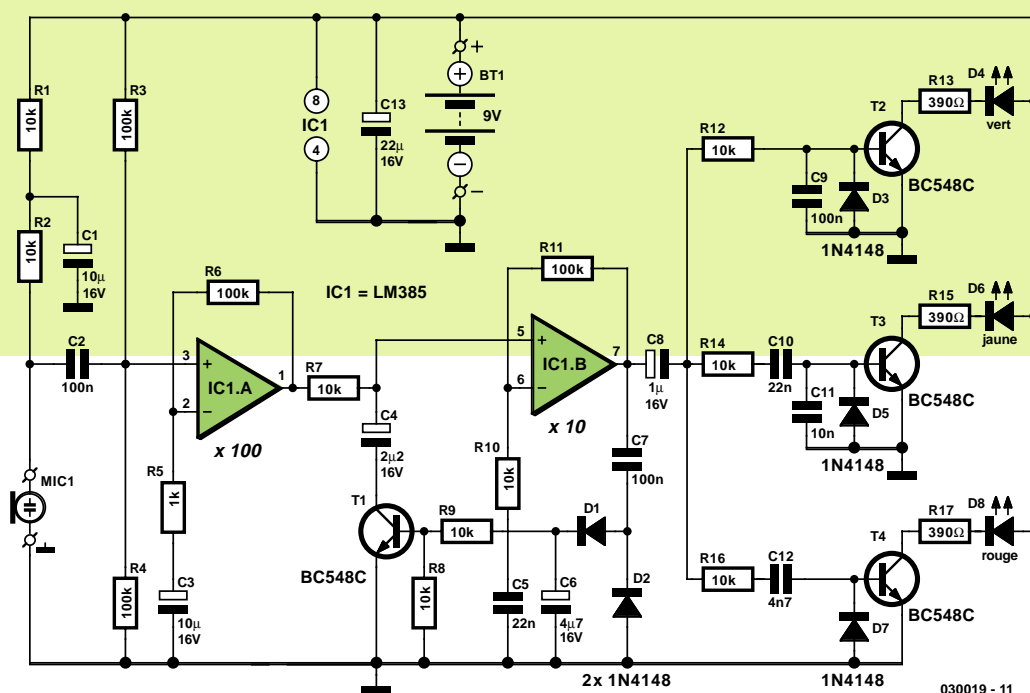 R1
10k
R2
10k
C1
10µ
16V
R3
100k
8
IC1
4
C13
22µ
16V
+
+
BT1
9V
−
−
R12
10k
C9
100n
D3
1N4148
T2
BC548C
R13
390Ω
D4
vert
C2
100n
R6
100k
IC1 = LM385
R11
100k
3
+
2
−
IC1.A
1
x 100
R7
10k
C4
2µ2
16V
5
+
6
−
IC1.B
7
x 10
C8
1µ
16V
R14
10k
C10
22n
C11
10n
D5
1N4148
T3
BC548C
R15
390Ω
D6
jaune
MIC1
R4
100k
R5
1k
C3
10µ
16V
T1
BC548C
R9
10k
R8
10k
R10
10k
C5
22n
C6
4µ7
16V
D1
C7
100n
D2
2x 1N4148
R16
10k
C12
4n7
D7
1N4148
T4
BC548C
R17
390Ω
D8
rouge
030019 - 11